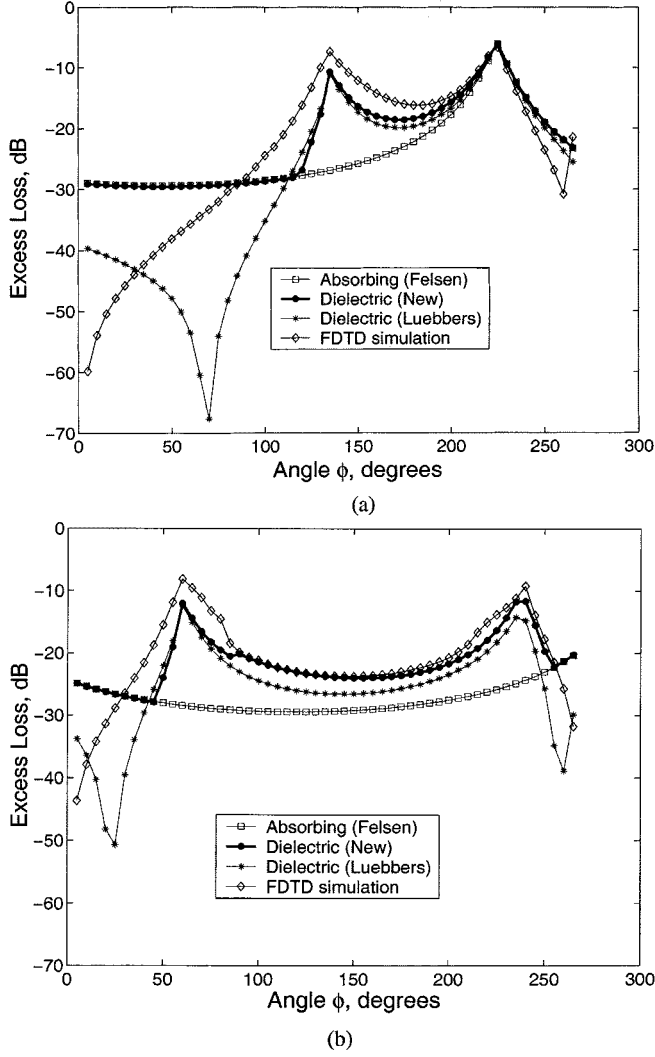 0
−10
−20
−30
−40
−50
−60
−70
Excess Loss, dB
Absorbing (Felsen)
Dielectric (New)
Dielectric (Luebbers)
FDTD simulation
0 50 100 150 200 250 300
Angle ϕ, degrees
(a)
0
−10
−20
−30
−40
−50
−60
−70
Excess Loss, dB
Absorbing (Felsen)
Dielectric (New)
Dielectric (Luebbers)
FDTD simulation
0 50 100 150 200 250 300
Angle ϕ, degrees
(b)